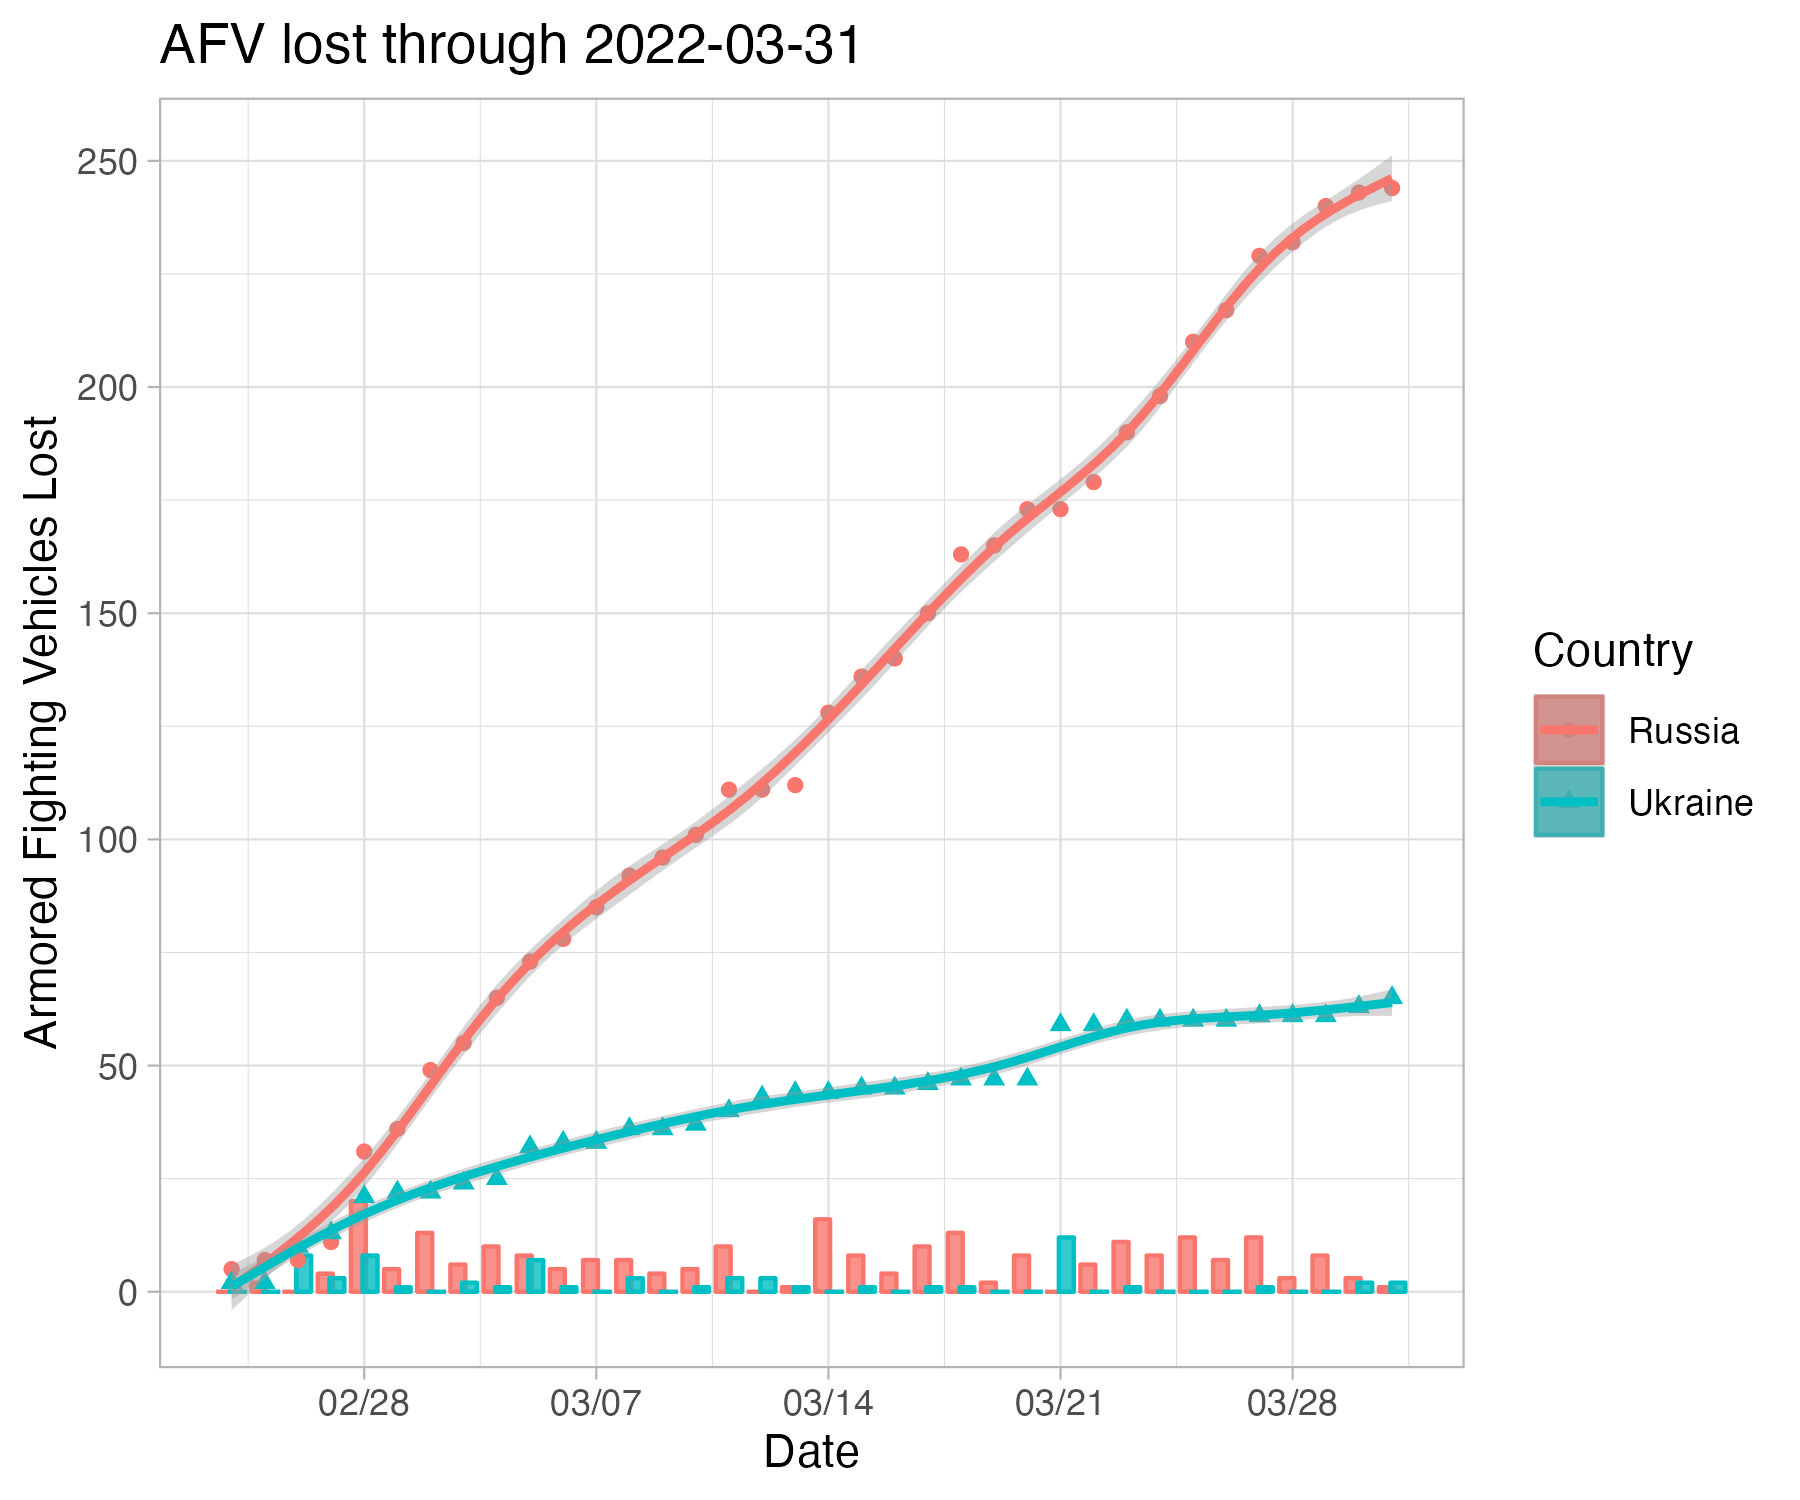 AFV lost through 2022-03-31
Armored Fighting Vehicles Lost
250
200
150
100
50
0
02/28 03/07 03/14 03/21 03/28
Date
Country
Russia
Ukraine